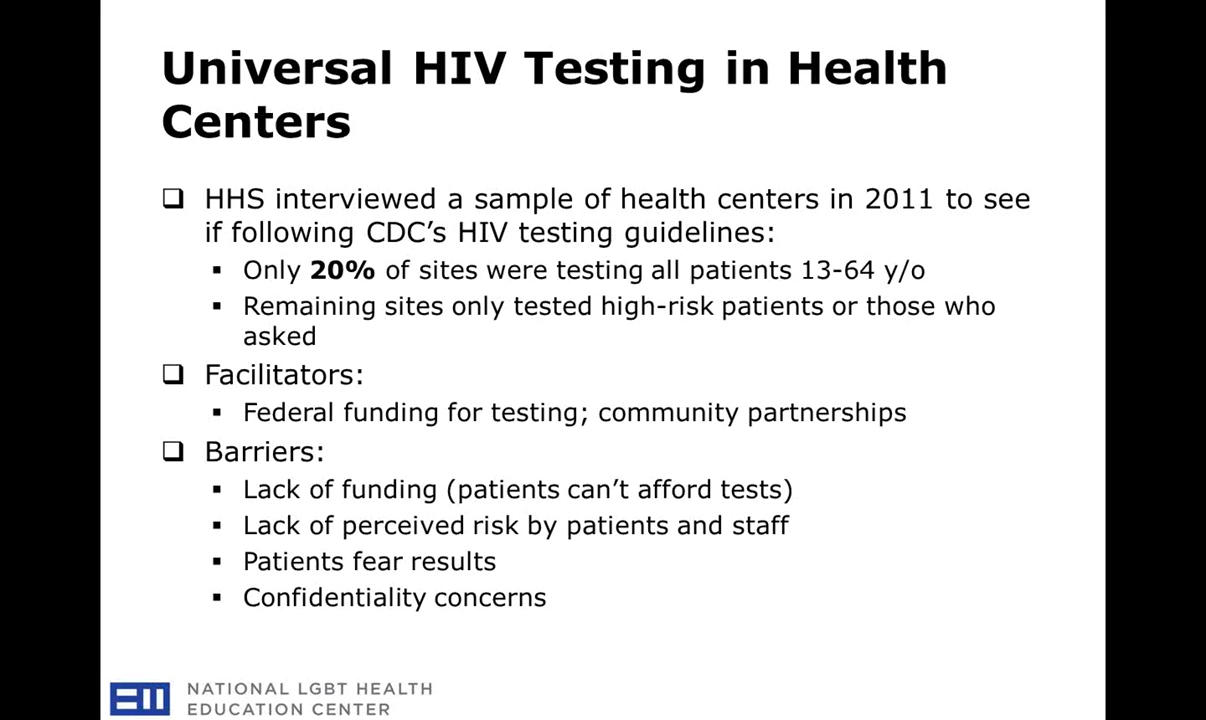 Universal HIV Testing in Health
Centers
❑ HHS interviewed a sample of health centers in 2011 to see
if following CDC’s HIV testing guidelines:
▪ Only 20% of sites were testing all patients 13-64 y/o
▪ Remaining sites only tested high-risk patients or those who
asked
❑ Facilitators:
▪ Federal funding for testing; community partnerships
❑ Barriers:
▪ Lack of funding (patients can’t afford tests)
▪ Lack of perceived risk by patients and staff
▪ Patients fear results
▪ Confidentiality concerns
NATIONAL LGBT HEALTH
EDUCATION CENTER